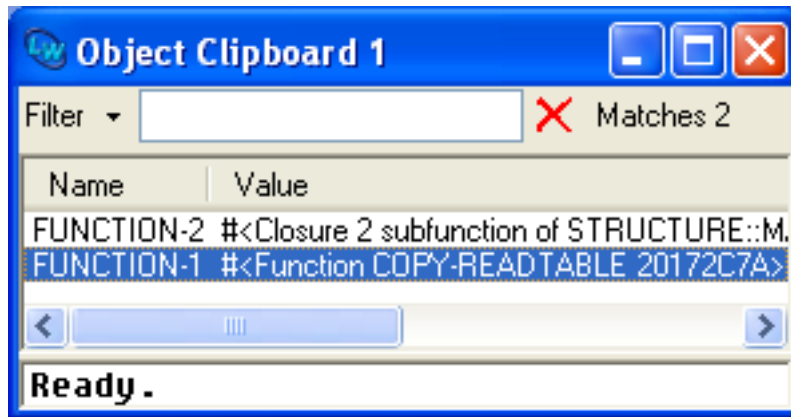 LW Object Clipboard 1
Filter Matches 2
Name Value
FUNCTION-2 #<Closure 2 subfunction of STRUCTURE::M.
FUNCTION-1 #<Function COPY-READTABLE 20172C7A>
Ready.